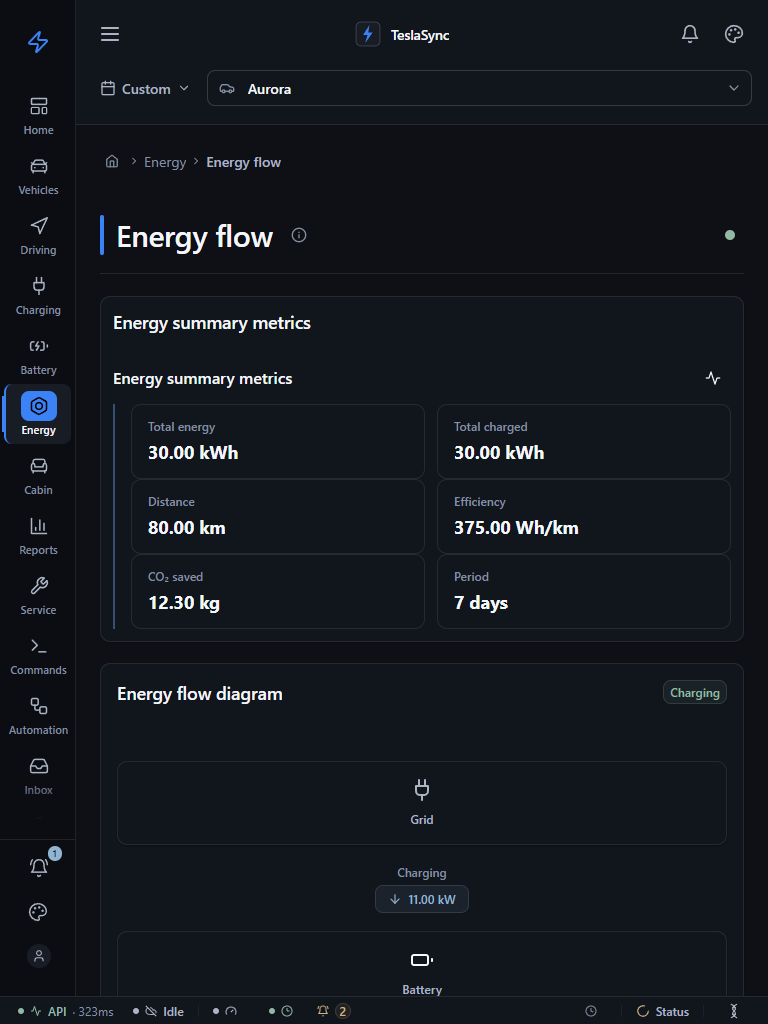 TeslaSync
Custom
Aurora
Home
Vehicles
Driving
Charging
Battery
Energy
Cabin
Reports
Service
Commands
Automation
Inbox
1
Energy
Energy flow
Energy flow
Energy summary metrics
Energy summary metrics
Total energy
30.00 kWh
Total charged
30.00 kWh
Distance
80.00 km
Efficiency
375.00 Wh/km
CO₂ saved
12.30 kg
Period
7 days
Energy flow diagram
Charging
Grid
Charging
11.00 kW
Battery
API · 323ms
Idle
2
Status